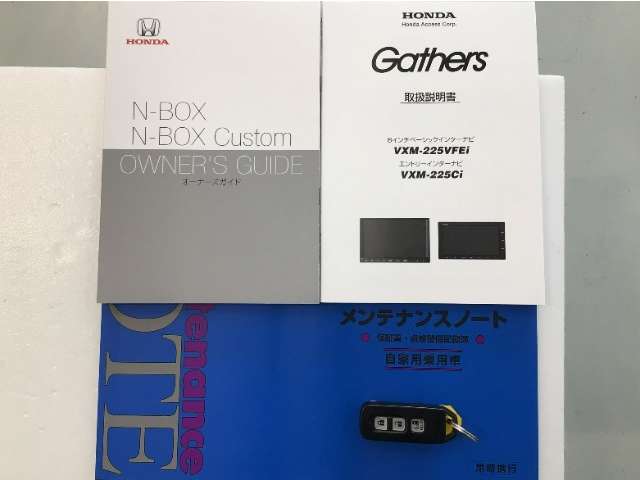 HONDA
N-BOX
N-BOX Custom
OWNER'S GUIDE
オーナーズガイド
HONDA
Honda Access Corp.
Gathers
取扱説明書
8インチベーシックインターナビ
VXM-225VFEi
エントリーインターナビ
VXM-225Ci
メンテナンスノート
保証書・点検整備記録簿
自家用乗用車
tenance
OTE